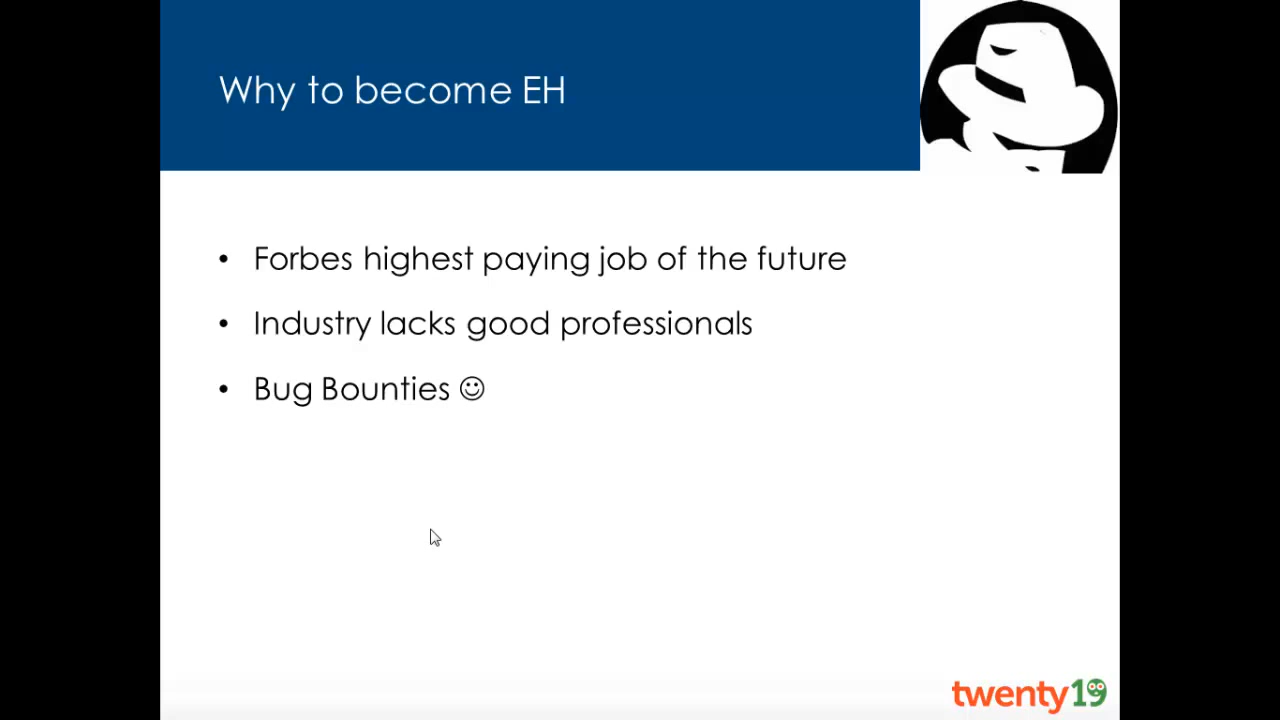 Why to become EH
• Forbes highest paying job of the future
• Industry lacks good professionals
• Bug Bounties ☺
twenty19